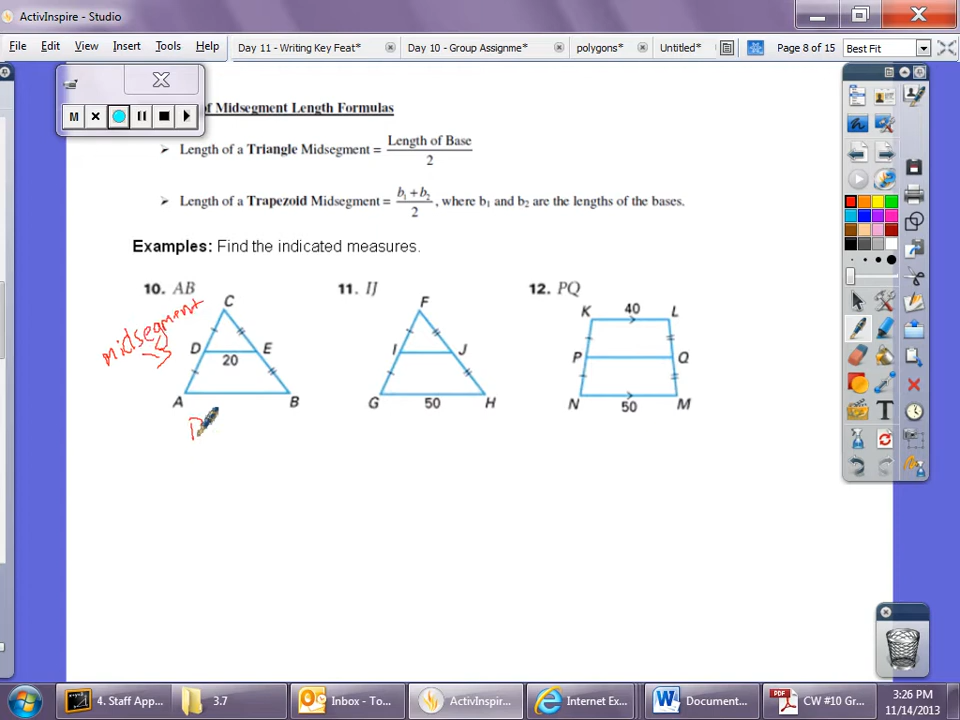 ActivInspire - Studio
File Edit View Insert Tools Help
Day 11 - Writing Key Feat* Day 10 - Group Assignme* polygons* Untitled* Page 8 of 15 Best Fit
M
of Midsegment Length Formulas
➢ Length of a Triangle Midsegment = Length of Base / 2
➢ Length of a Trapezoid Midsegment = b₁ + b₂ / 2, where b1 and b2 are the lengths of the bases.
Examples: Find the indicated measures.
10. AB 11. IJ 12. PQ
midsegment
C
D E
20
A B
F
I J
G 50 H
K 40 L
P Q
N 50 M
T
4. Staff App... 3.7 Inbox - To... ActivInspir... Internet Ex... Document... CW #10 Gr...
3:26 PM
11/14/2013